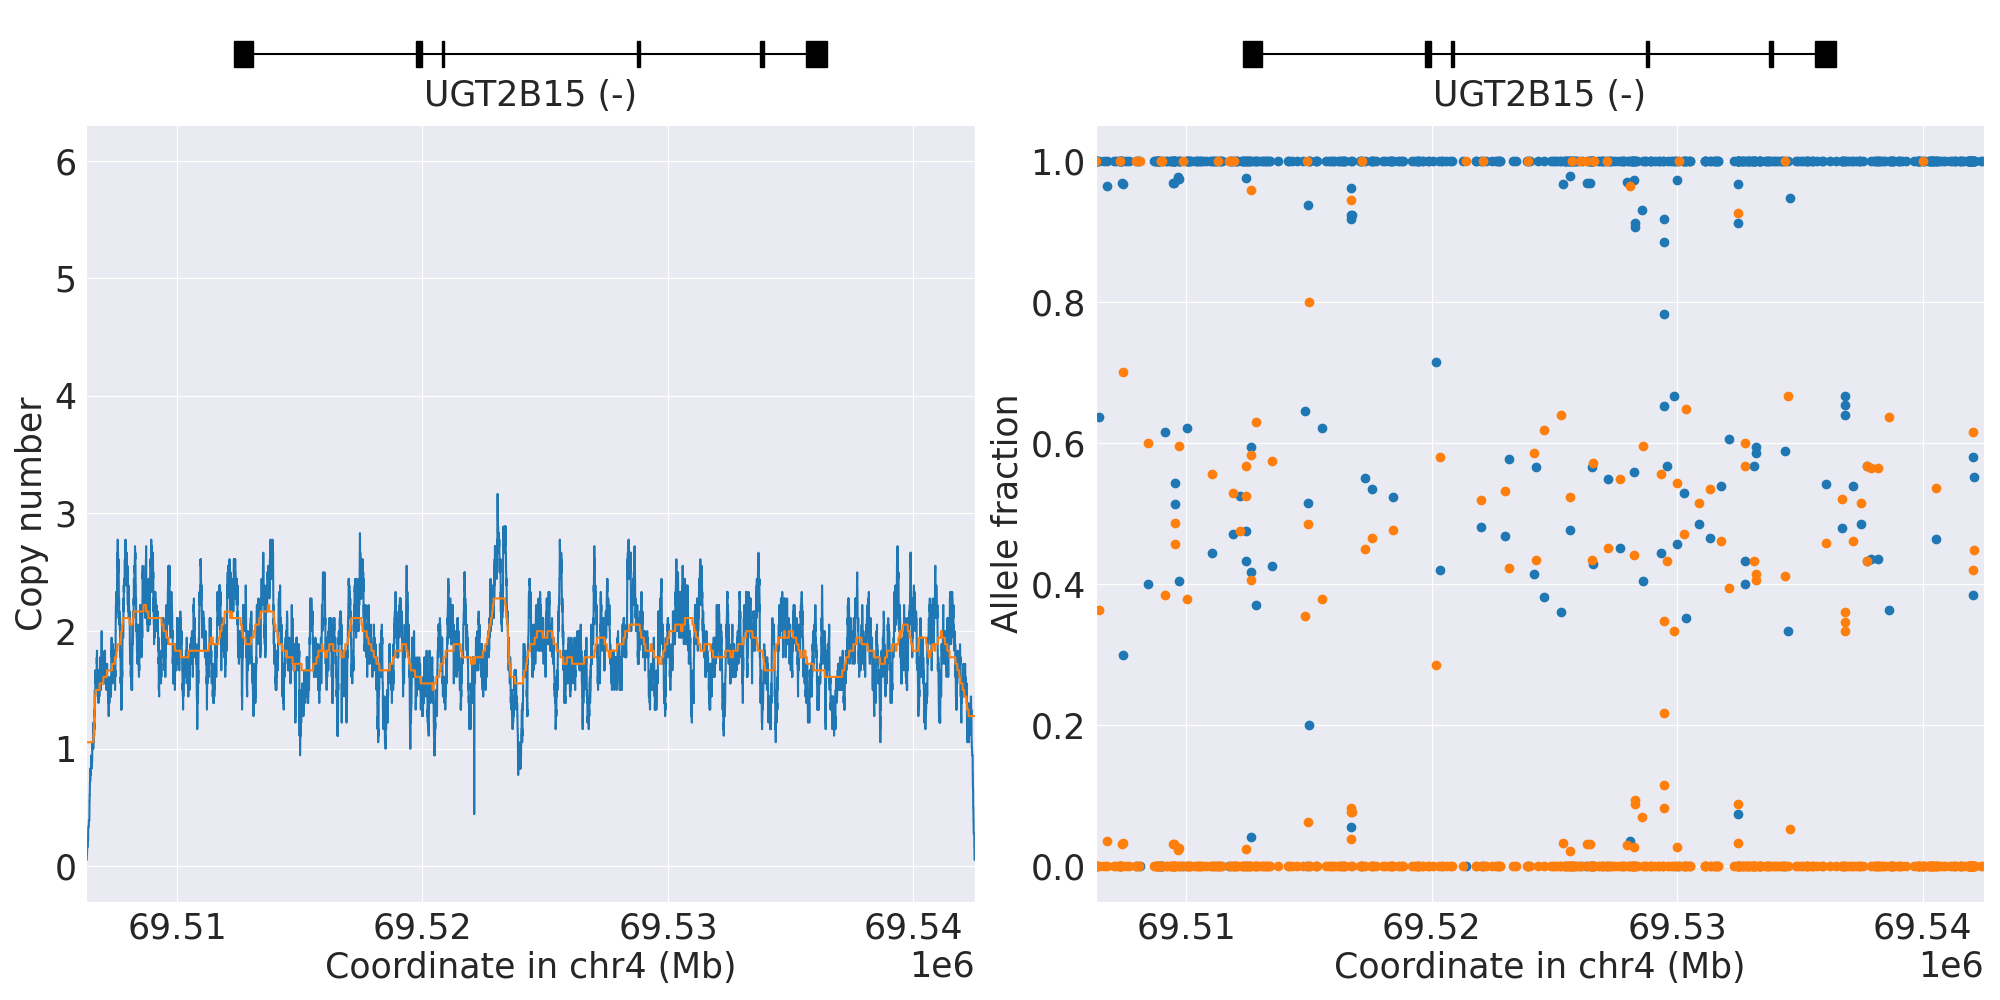 UGT2B15 (-)
UGT2B15 (-)
Copy number
6
5
4
3
2
1
0
69.51
69.52
69.53
69.54
Coordinate in chr4 (Mb)
1e6
Allele fraction
1.0
0.8
0.6
0.4
0.2
0.0
69.51
69.52
69.53
69.54
Coordinate in chr4 (Mb)
1e6